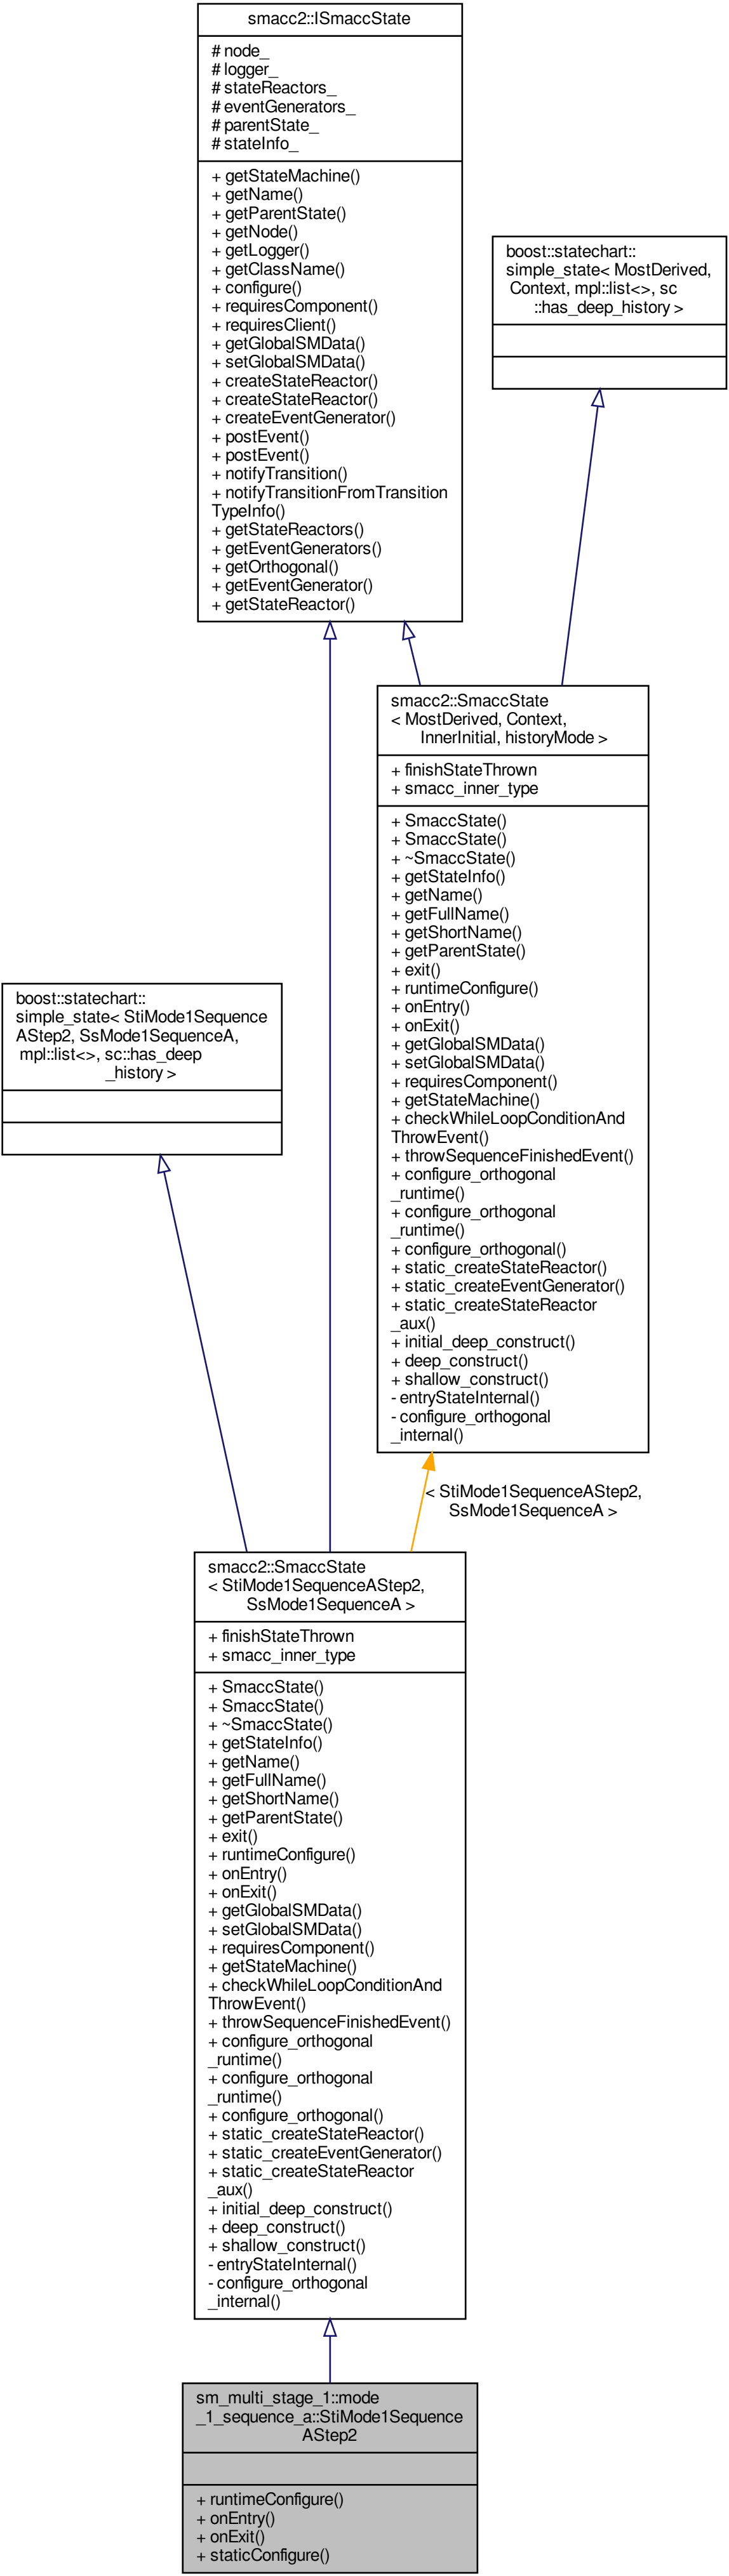 smacc2::ISmaccState
# node_
# logger_
# stateReactors_
# eventGenerators_
# parentState_
# stateInfo_
+ getStateMachine()
+ getName()
+ getParentState()
+ getNode()
+ getLogger()
+ getClassName()
+ configure()
+ requiresComponent()
+ requiresClient()
+ getGlobalSMData()
+ setGlobalSMData()
+ createStateReactor()
+ createStateReactor()
+ createEventGenerator()
+ postEvent()
+ postEvent()
+ notifyTransition()
+ notifyTransitionFromTransition
TypeInfo()
+ getStateReactors()
+ getEventGenerators()
+ getOrthogonal()
+ getEventGenerator()
+ getStateReactor()
boost::statechart::
simple_state< MostDerived,
Context, mpl::list<>, sc
::has_deep_history >
smacc2::SmaccState
< MostDerived, Context,
InnerInitial, historyMode >
+ finishStateThrown
+ smacc_inner_type
+ SmaccState()
+ SmaccState()
+ ~SmaccState()
+ getStateInfo()
+ getName()
+ getFullName()
+ getShortName()
+ getParentState()
+ exit()
+ runtimeConfigure()
+ onEntry()
+ onExit()
+ getGlobalSMData()
+ setGlobalSMData()
+ requiresComponent()
+ getStateMachine()
+ checkWhileLoopConditionAnd
ThrowEvent()
+ throwSequenceFinishedEvent()
+ configure_orthogonal
_runtime()
+ configure_orthogonal
_runtime()
+ configure_orthogonal()
+ static_createStateReactor()
+ static_createEventGenerator()
+ static_createStateReactor
_aux()
+ initial_deep_construct()
+ deep_construct()
+ shallow_construct()
- entryStateInternal()
- configure_orthogonal
_internal()
boost::statechart::
simple_state< StiMode1Sequence
AStep2, SsMode1SequenceA,
mpl::list<>, sc::has_deep
_history >
< StiMode1SequenceAStep2,
SsMode1SequenceA >
smacc2::SmaccState
< StiMode1SequenceAStep2,
SsMode1SequenceA >
+ finishStateThrown
+ smacc_inner_type
+ SmaccState()
+ SmaccState()
+ ~SmaccState()
+ getStateInfo()
+ getName()
+ getFullName()
+ getShortName()
+ getParentState()
+ exit()
+ runtimeConfigure()
+ onEntry()
+ onExit()
+ getGlobalSMData()
+ setGlobalSMData()
+ requiresComponent()
+ getStateMachine()
+ checkWhileLoopConditionAnd
ThrowEvent()
+ throwSequenceFinishedEvent()
+ configure_orthogonal
_runtime()
+ configure_orthogonal
_runtime()
+ configure_orthogonal()
+ static_createStateReactor()
+ static_createEventGenerator()
+ static_createStateReactor
_aux()
+ initial_deep_construct()
+ deep_construct()
+ shallow_construct()
- entryStateInternal()
- configure_orthogonal
_internal()
sm_multi_stage_1::mode
_1_sequence_a::StiMode1Sequence
AStep2
+ runtimeConfigure()
+ onEntry()
+ onExit()
+ staticConfigure()